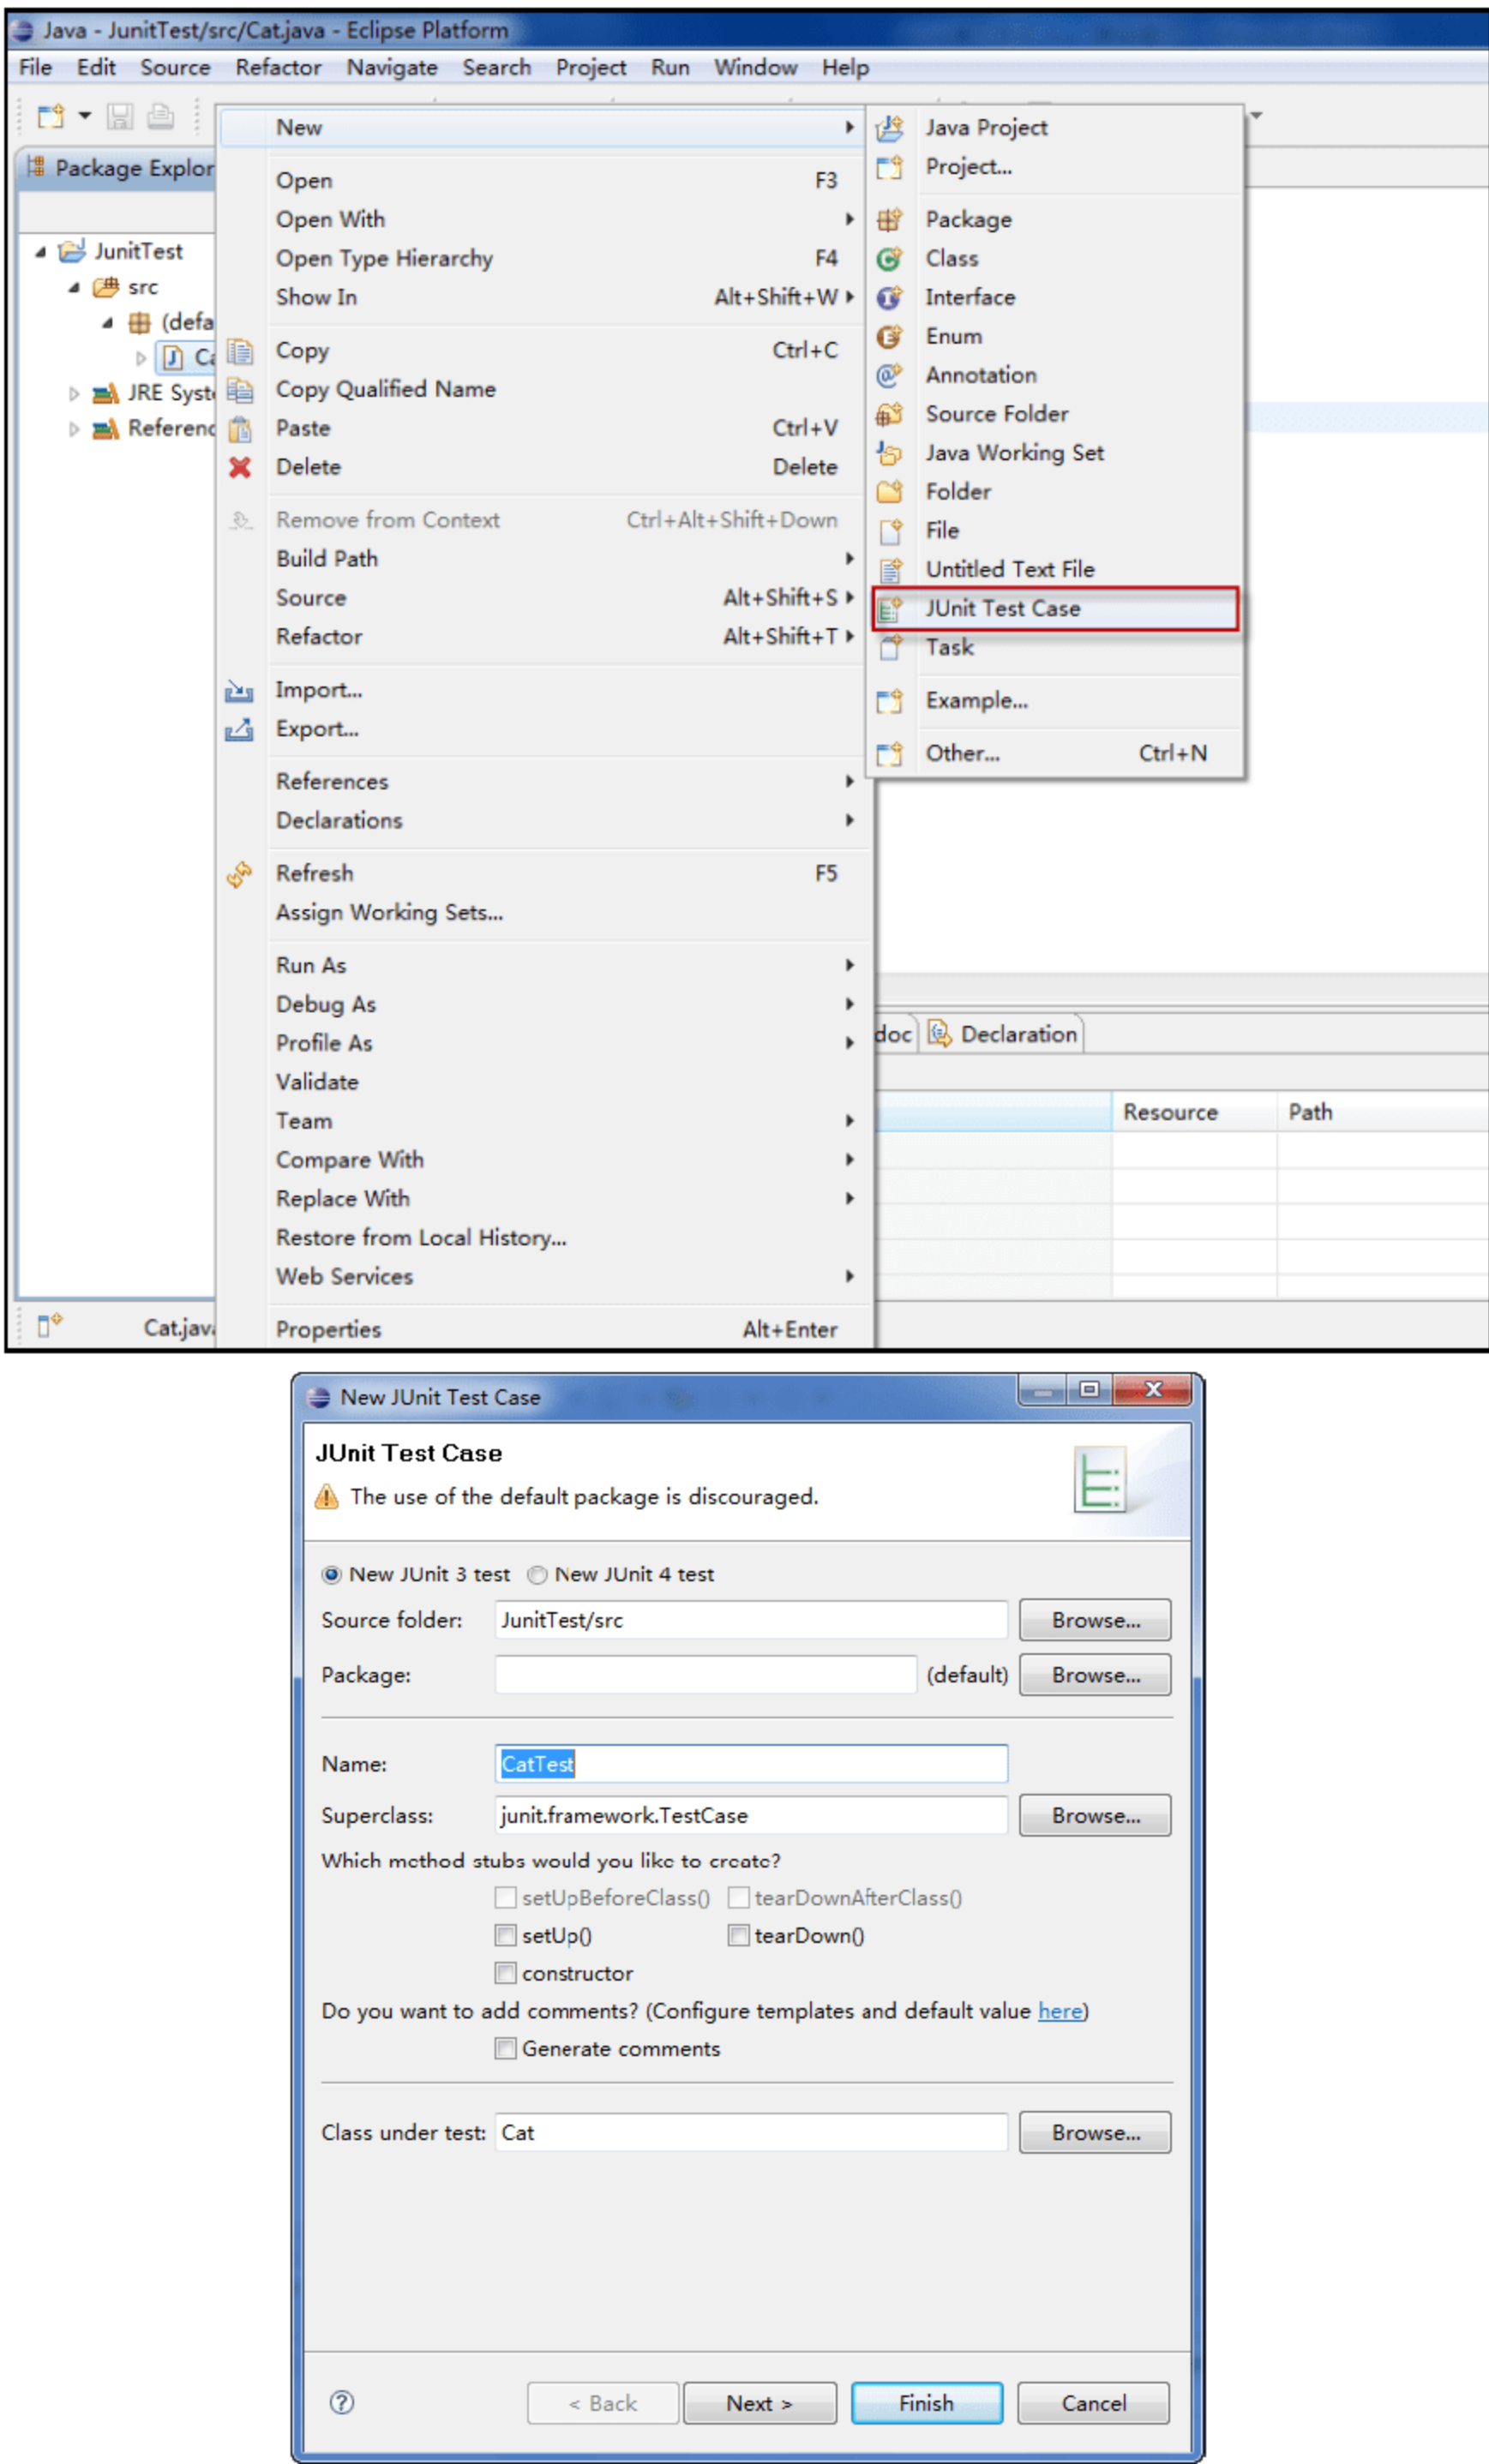 Java - JunitTest/src/Cat.java - Eclipse Platform
File Edit Source Refactor Navigate Search Project Run Window Help
Package Explor
JunitTest
src
(defa
Ca
JRE Syst
Referenc
New
Open F3
Open With
Open Type Hierarchy F4
Show In Alt+Shift+W
Copy Ctrl+C
Copy Qualified Name
Paste Ctrl+V
Delete Delete
Remove from Context Ctrl+Alt+Shift+Down
Build Path
Source Alt+Shift+S
Refactor Alt+Shift+T
Import...
Export...
References
Declarations
Refresh F5
Assign Working Sets...
Run As
Debug As
Profile As
Validate
Team
Compare With
Replace With
Restore from Local History...
Web Services
Properties Alt+Enter
Java Project
Project...
Package
Class
Interface
Enum
Annotation
Source Folder
Java Working Set
Folder
File
Untitled Text File
JUnit Test Case
Task
Example...
Other... Ctrl+N
doc Declaration
Resource Path
Cat.java
New JUnit Test Case
JUnit Test Case
The use of the default package is discouraged.
New JUnit 3 test New JUnit 4 test
Source folder: JunitTest/src Browse...
Package: (default) Browse...
Name: CatTest
Superclass: junit.framework.TestCase Browse...
Which method stubs would you like to create?
setUpBeforeClass() tearDownAfterClass()
setUp() tearDown()
constructor
Do you want to add comments? (Configure templates and default value here)
Generate comments
Class under test: Cat Browse...
< Back Next > Finish Cancel